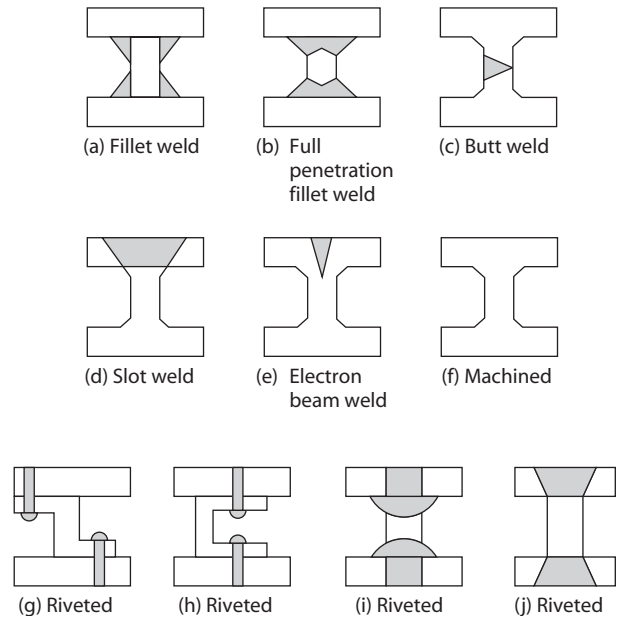 (a) Fillet weld
(b) Full
penetration
fillet weld
(c) Butt weld
(d) Slot weld
(e) Electron
beam weld
(f) Machined
(g) Riveted
(h) Riveted
(i) Riveted
(j) Riveted